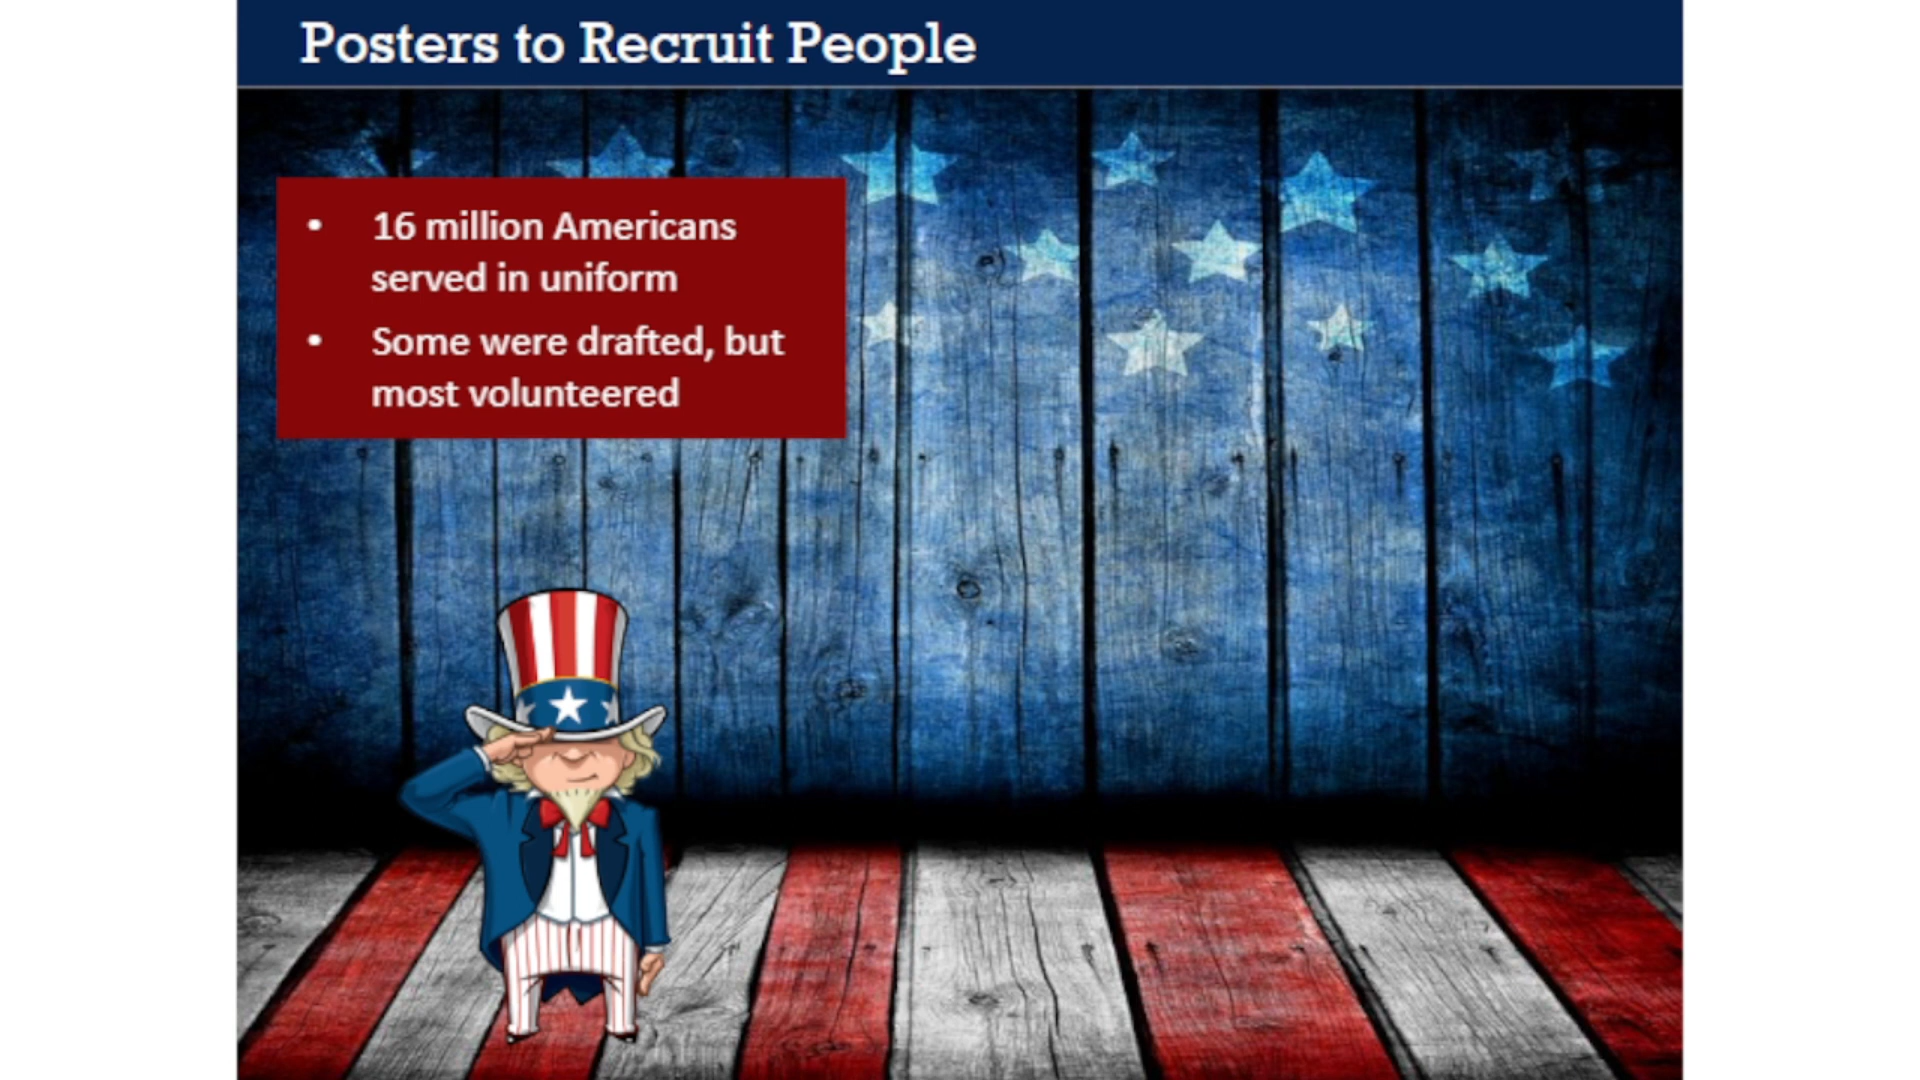 Posters to Recruit People
• 16 million Americans
served in uniform
• Some were drafted, but
most volunteered